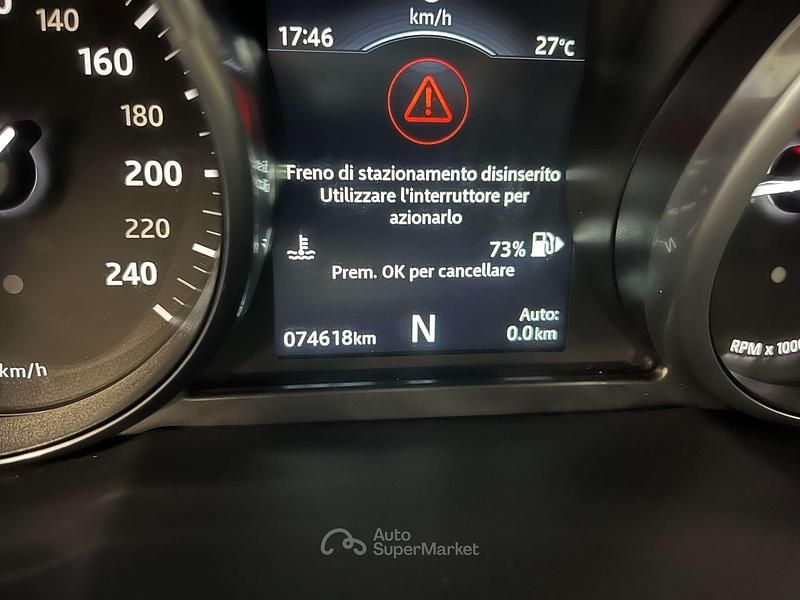 140
160
180
200
220
240
km/h
km/h
17:46
27°C
Freno di stazionamento disinserito
Utilizzare l'interruttore per
azionarlo
73%
Prem. OK per cancellare
074618km
N
Auto:
0.0km
RPM x 1000
Auto
SuperMarket